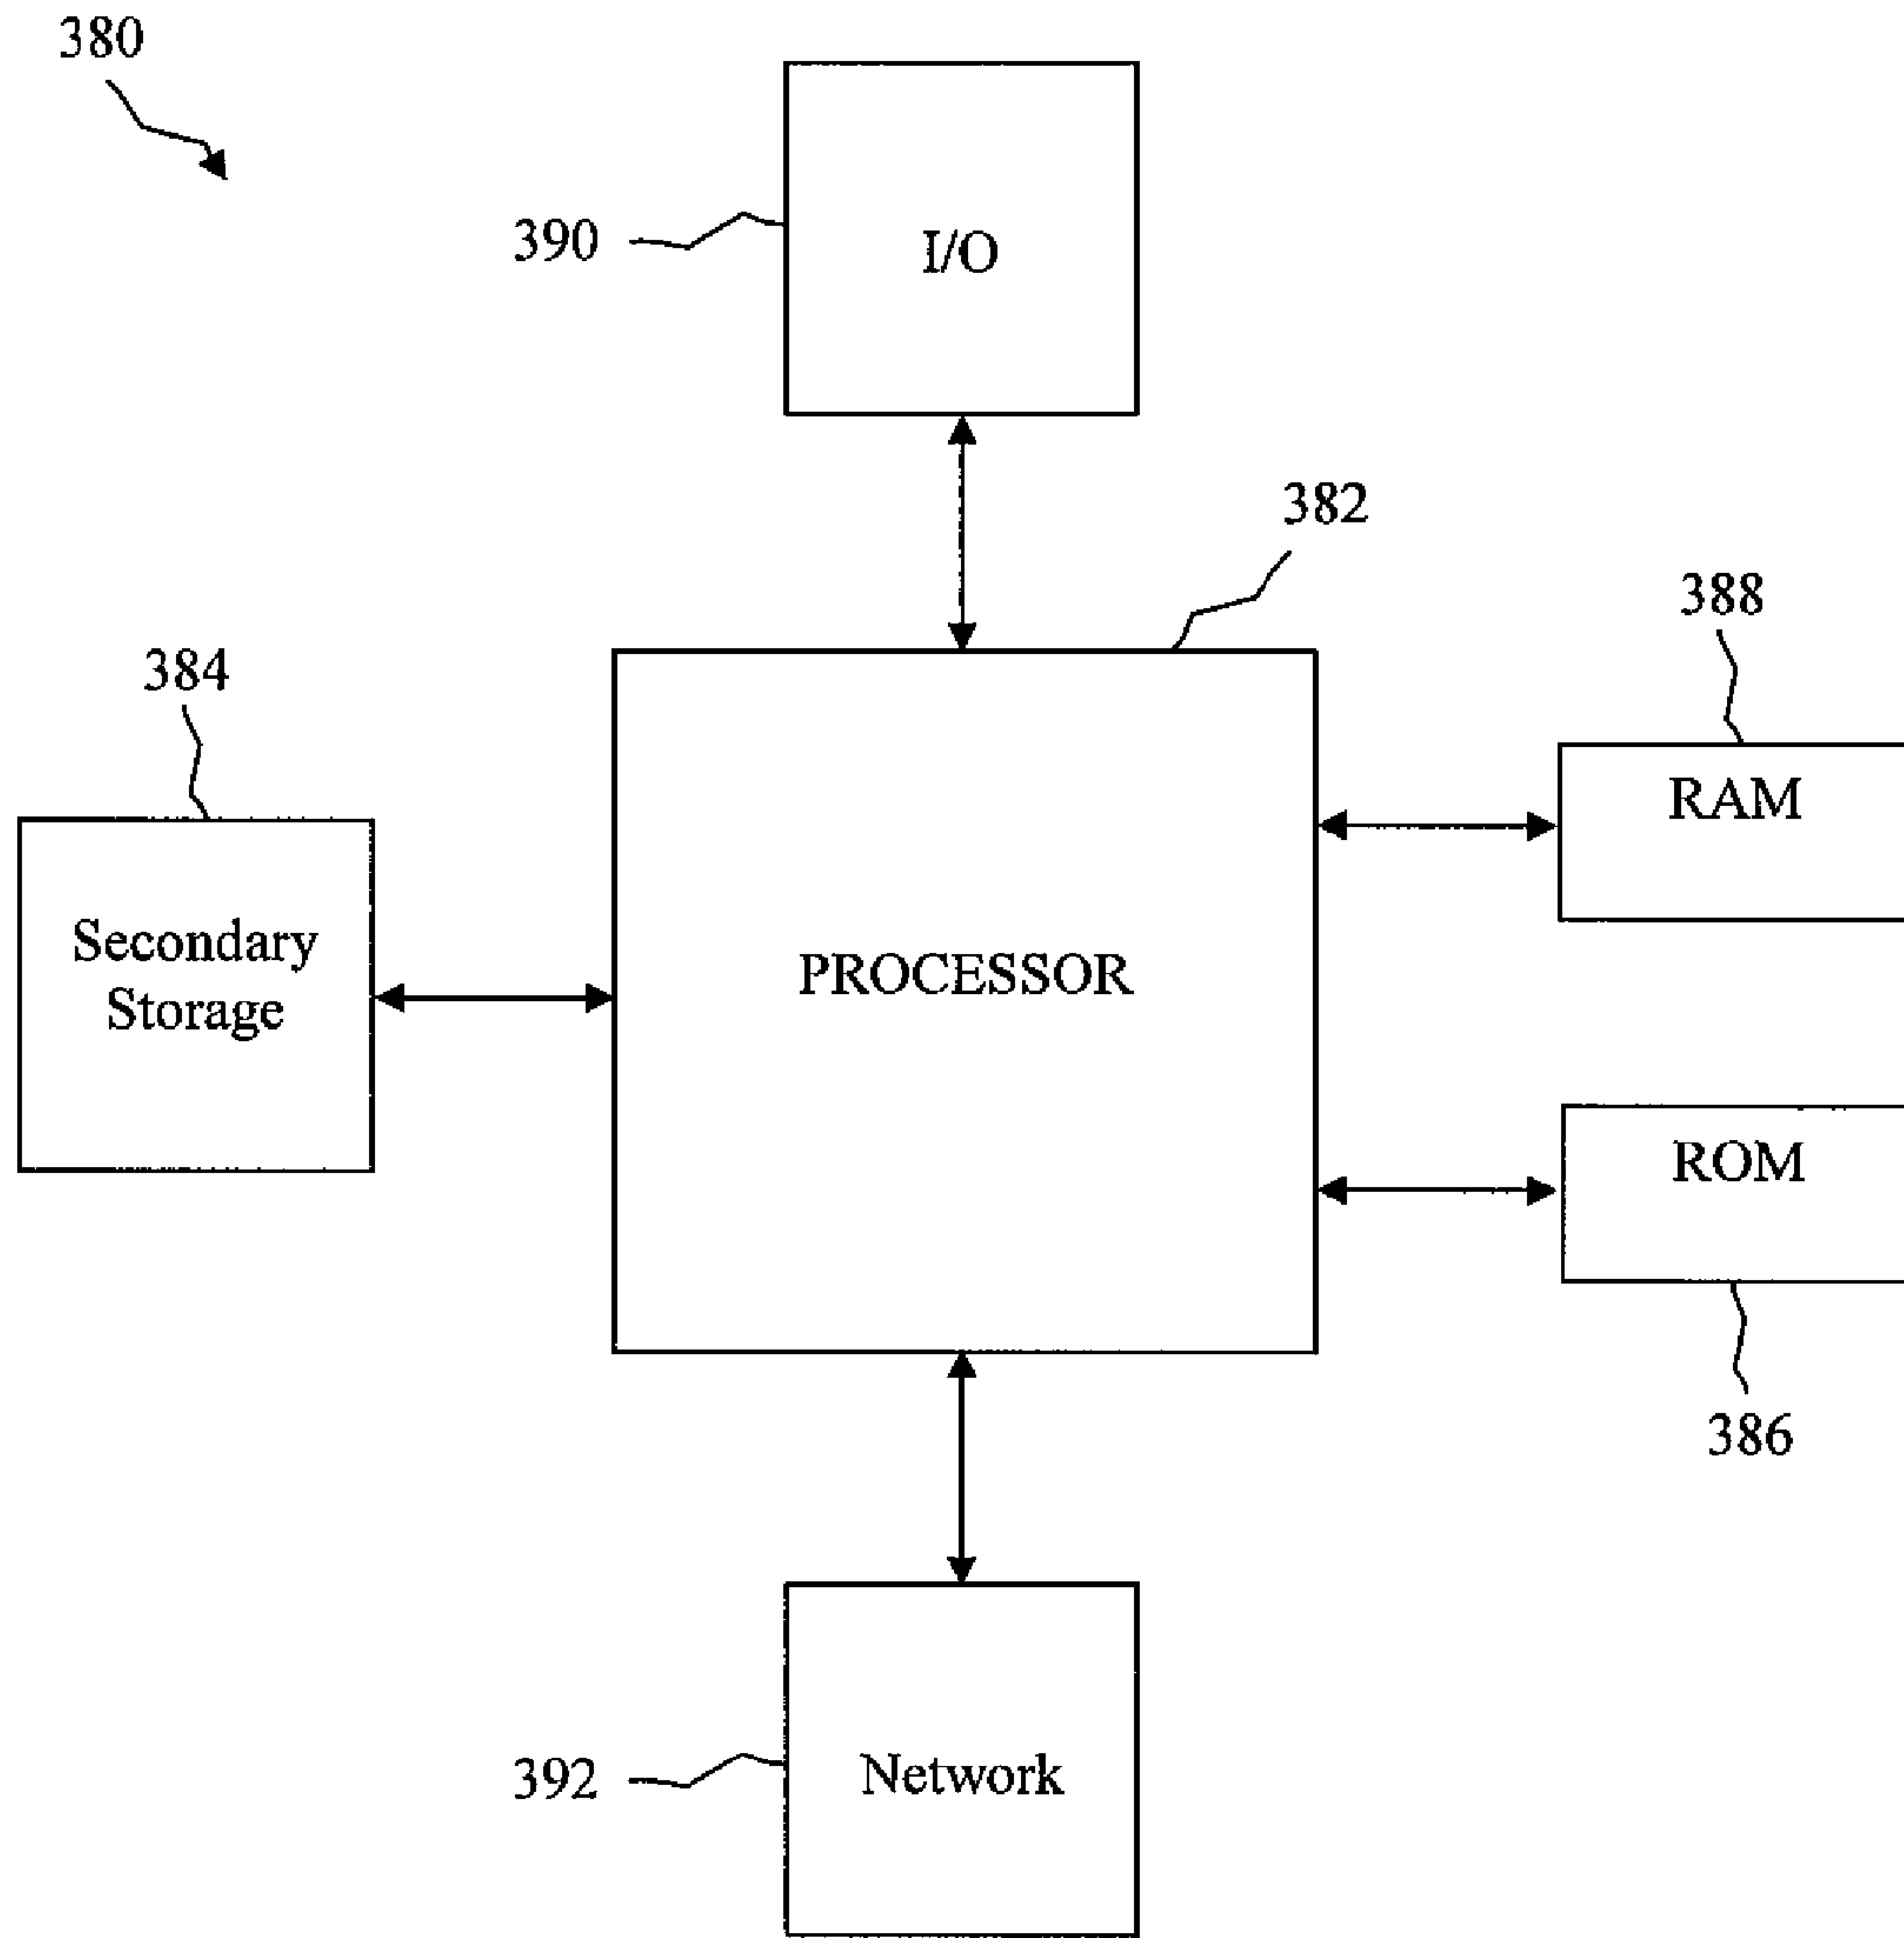 380
390
I/O
382
388
384
RAM
Secondary
Storage
PROCESSOR
ROM
386
392
Network